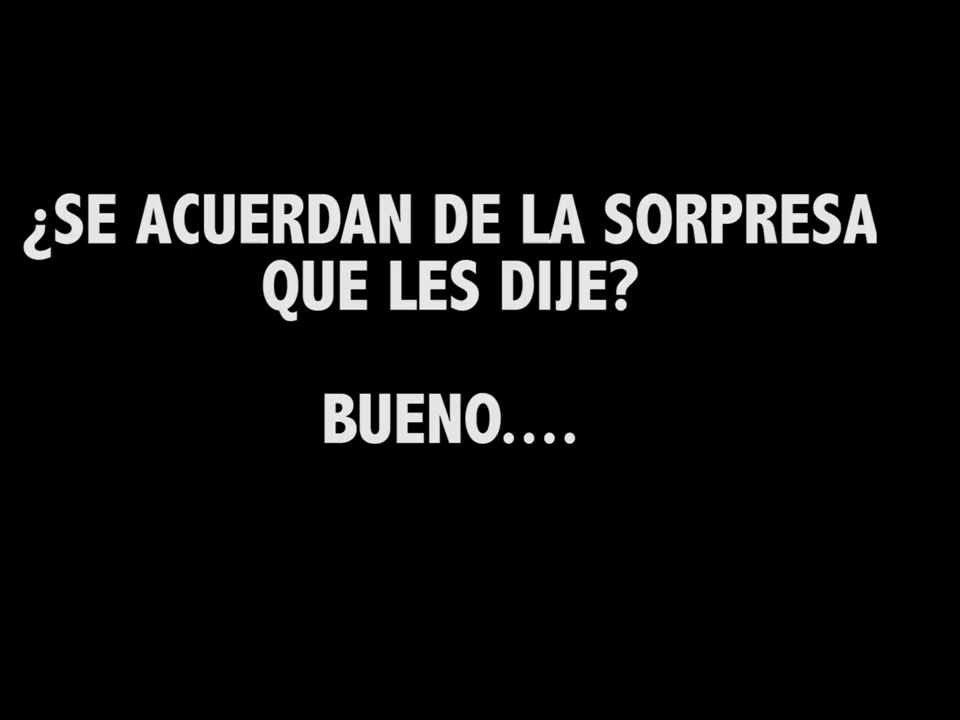 ¿SE ACUERDAN DE LA SORPRESA
QUE LES DIJE?
BUENO....